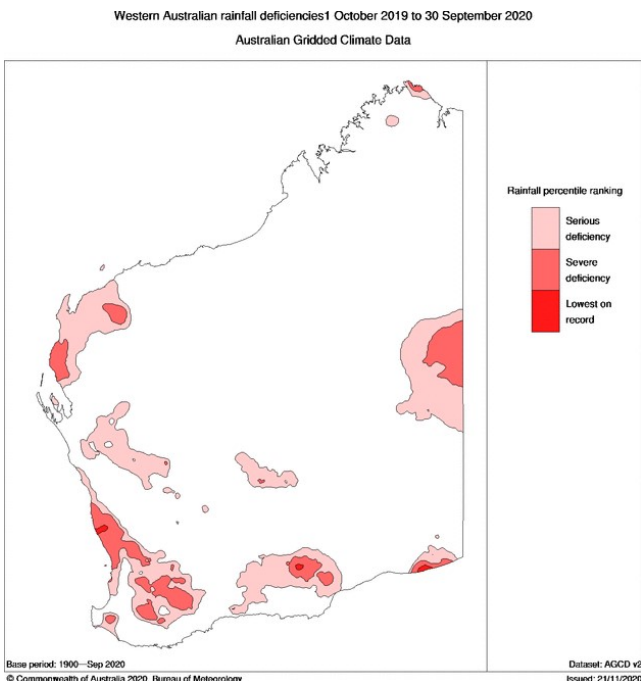 Western Australian rainfall deficiencies1 October 2019 to 30 September 2020
Australian Gridded Climate Data
Rainfall percentile ranking
Serious
deficiency
Severe
deficiency
Lowest on
record
Base period: 1900—Sep 2020
Dataset: AGCD v2
© Commonwealth of Australia 2020, Bureau of Meteorology
Issued: 21/11/2020